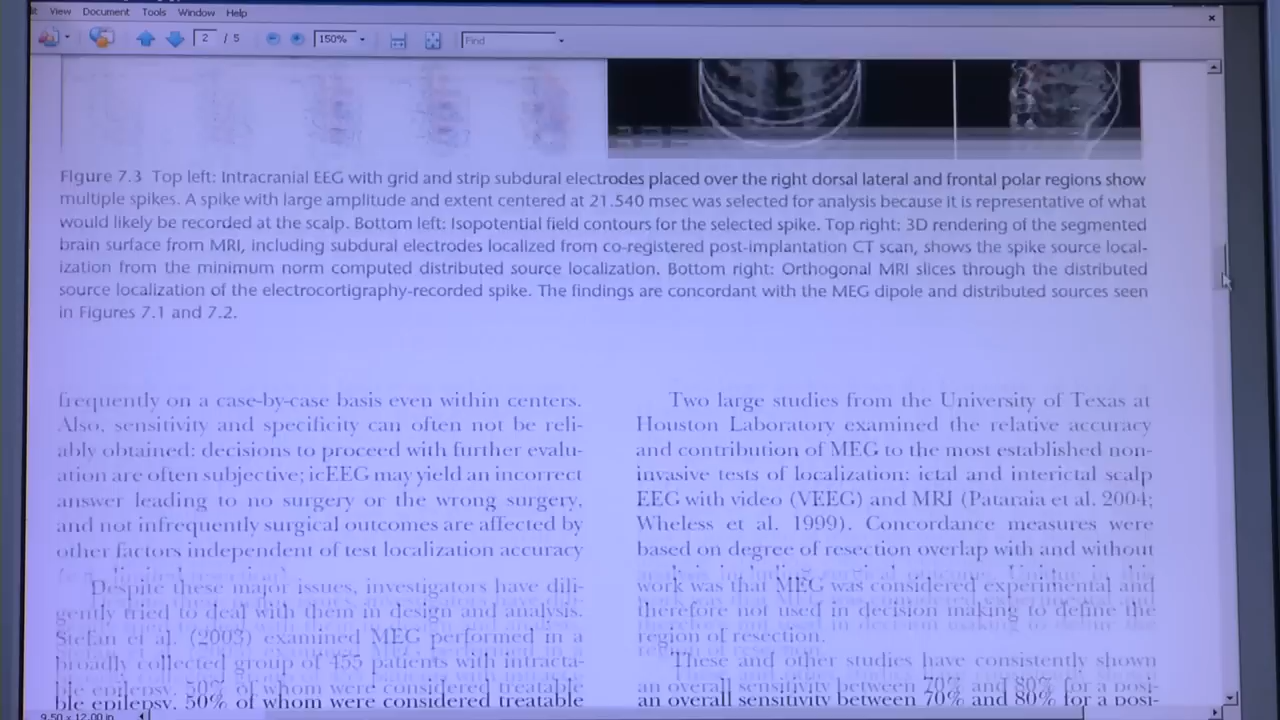 View Document Tools Window Help
2 / 5 150% Find
Figure 7.3 Top left: Intracranial EEG with grid and strip subdural electrodes placed over the right dorsal lateral and frontal polar regions show
multiple spikes. A spike with large amplitude and extent centered at 21.540 msec was selected for analysis because it is representative of what
would likely be recorded at the scalp. Bottom left: Isopotential field contours for the selected spike. Top right: 3D rendering of the segmented
brain surface from MRI, including subdural electrodes localized from co-registered post-implantation CT scan, shows the spike source local-
ization from the minimum norm computed distributed source localization. Bottom right: Orthogonal MRI slices through the distributed
source localization of the electrocortigraphy-recorded spike. The findings are concordant with the MEG dipole and distributed sources seen
in Figures 7.1 and 7.2.
frequently on a case-by-case basis even within centers.
Also, sensitivity and specificity can often not be reli-
ably obtained: decisions to proceed with further evalu-
ation are often subjective; icEEG may yield an incorrect
answer leading to no surgery or the wrong surgery,
and not infrequently surgical outcomes are affected by
other factors independent of test localization accuracy
Despite these major issues, investigators have dili-
gently tried to deal with them in design and analysis.
Stefan et al. (2003) examined MEG performed in a
broadly collected group of 455 patients with intracta-
ble epilepsy, 50% of whom were considered treatable
Two large studies from the University of Texas at
Houston Laboratory examined the relative accuracy
and contribution of MEG to the most established non-
invasive tests of localization: ictal and interictal scalp
EEG with video (VEEG) and MRI (Pataraia et al. 2004;
Wheless et al. 1999). Concordance measures were
based on degree of resection overlap with and without
work was that MEG was considered experimental and
therefore not used in decision making to define the
region of resection.
These and other studies have consistently shown
an overall sensitivity between 70% and 80% for a posi-
9.50 x 12.00 in